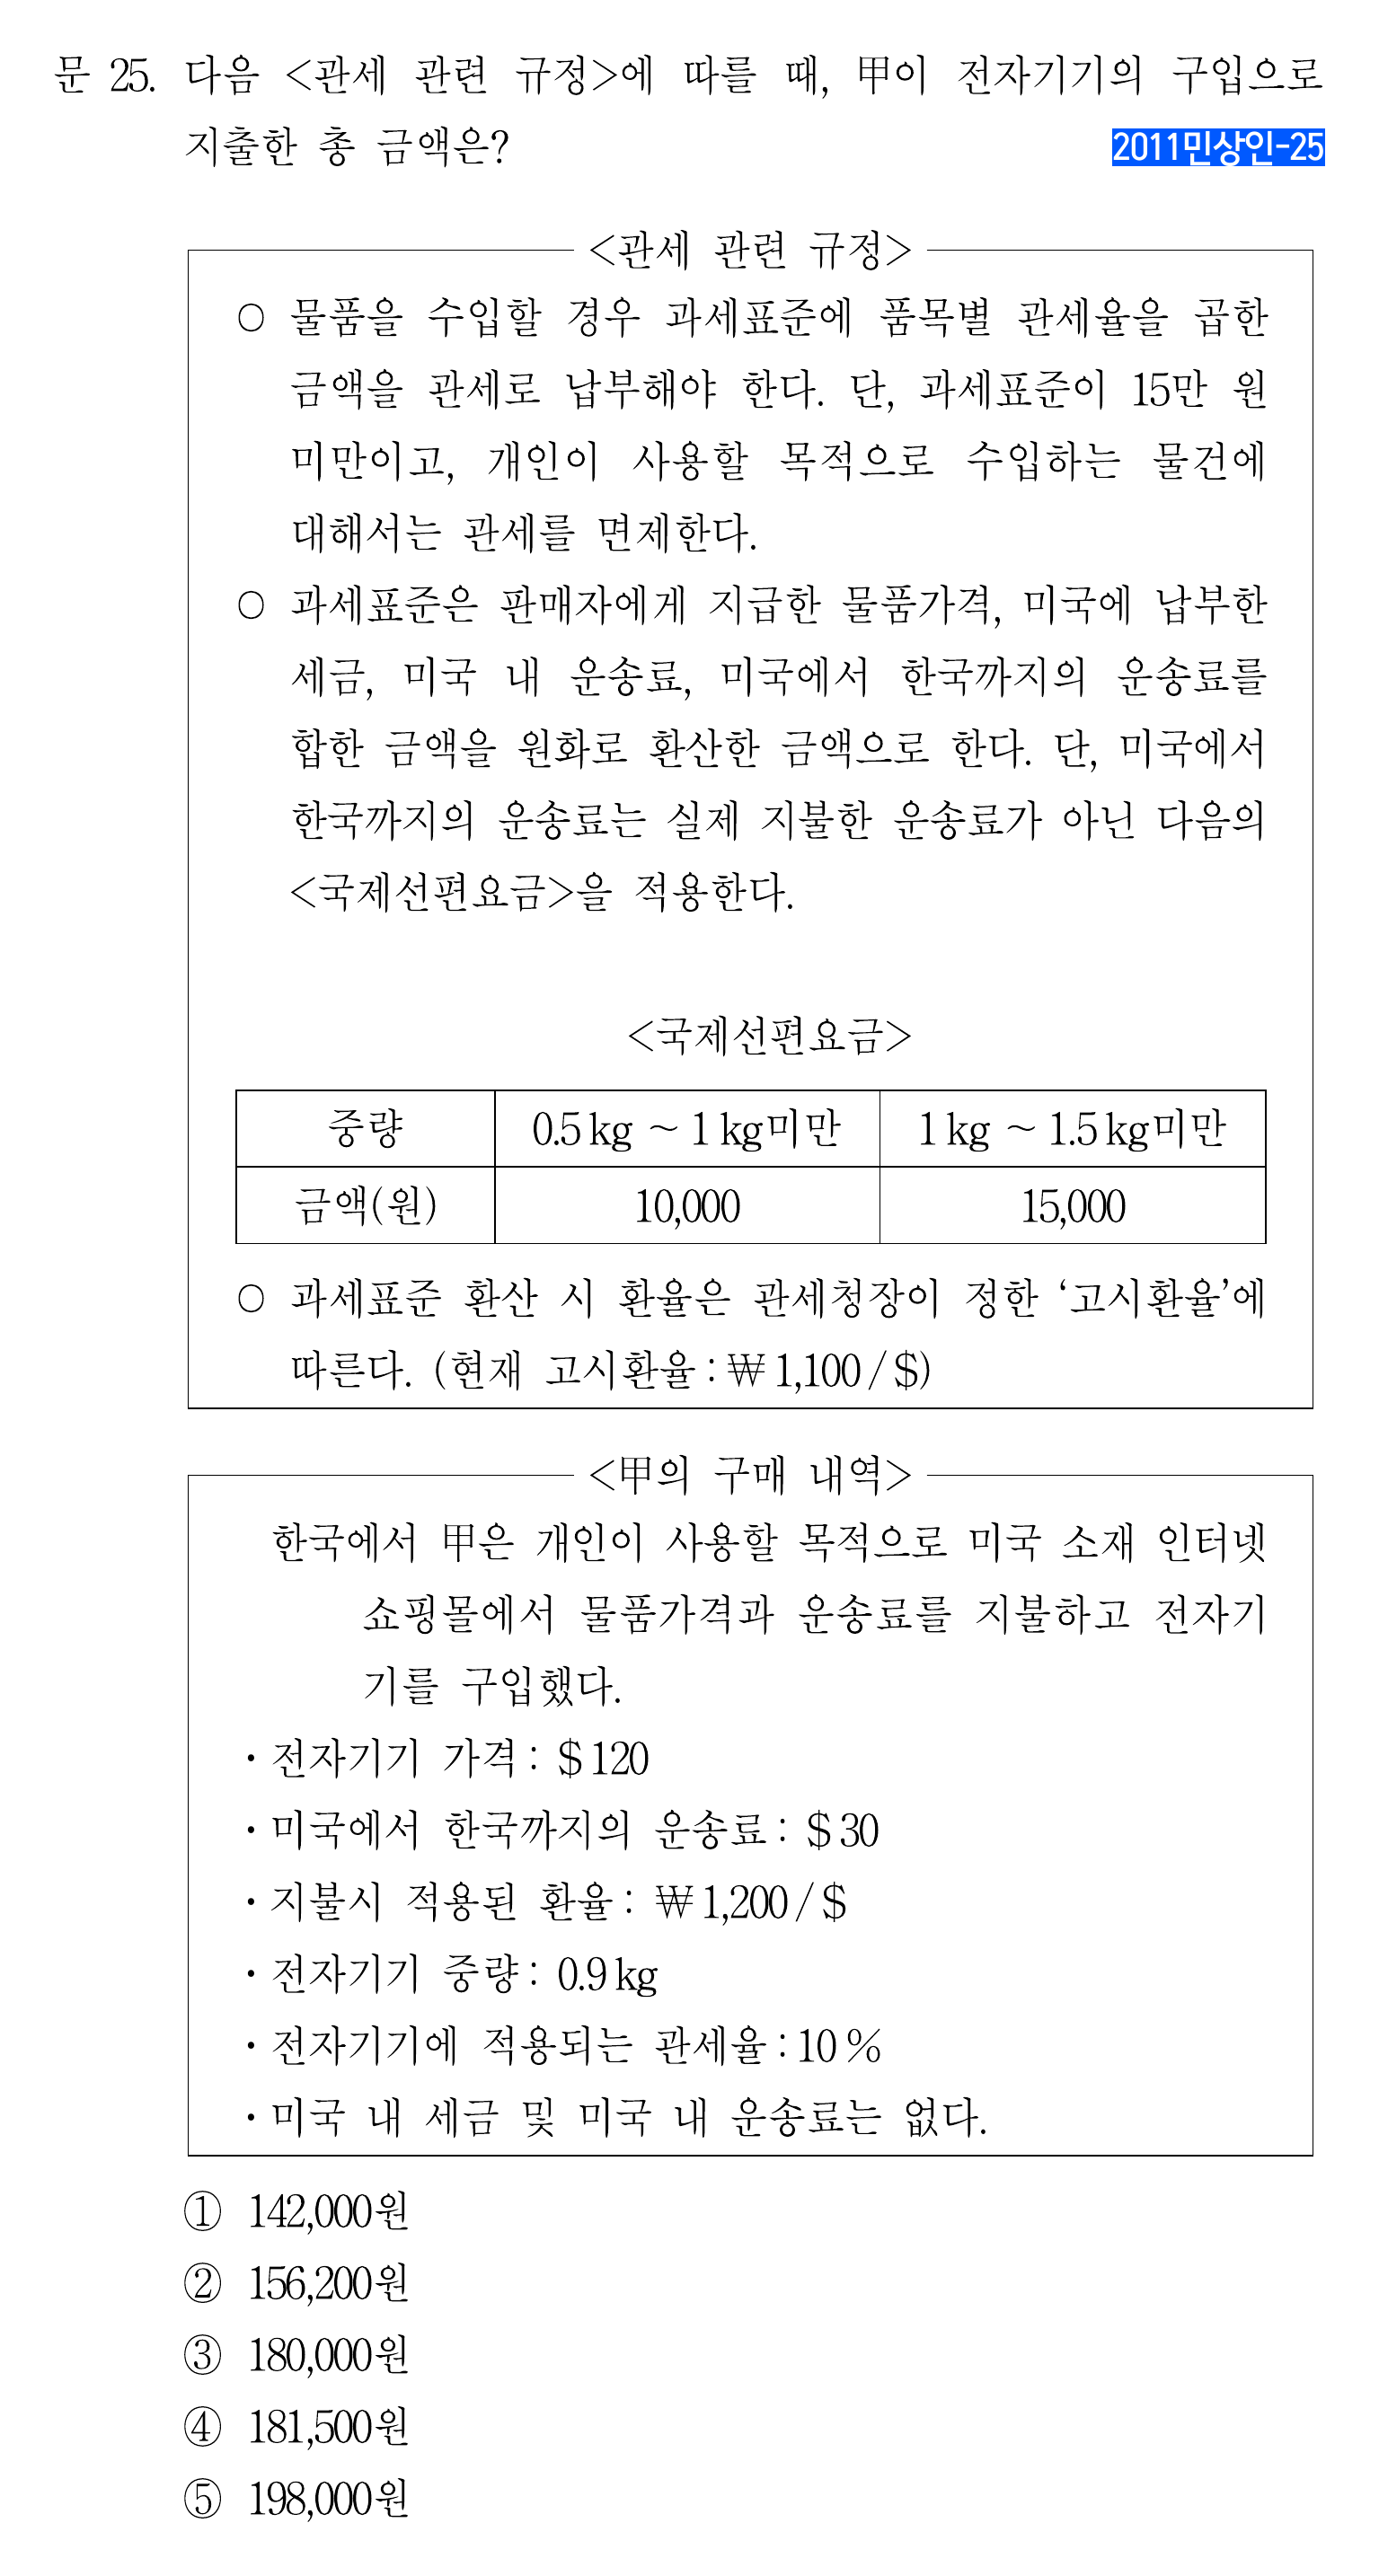 문 25. 다음 <관세 관련 규정>에 따를 때, 甲이 전자기기의 구입으로
지출한 총 금액은?
2011민상인-25
<관세 관련 규정>
○ 물품을 수입할 경우 과세표준에 품목별 관세율을 곱한
금액을 관세로 납부해야 한다. 단, 과세표준이 15만 원
미만이고, 개인이 사용할 목적으로 수입하는 물건에
대해서는 관세를 면제한다.
○ 과세표준은 판매자에게 지급한 물품가격, 미국에 납부한
세금, 미국 내 운송료, 미국에서 한국까지의 운송료를
합한 금액을 원화로 환산한 금액으로 한다. 단, 미국에서
한국까지의 운송료는 실제 지불한 운송료가 아닌 다음의
<국제선편요금>을 적용한다.
<국제선편요금>
중량 0.5 kg ~ 1 kg미만 1 kg ~ 1.5 kg미만
금액(원) 10,000 15,000
○ 과세표준 환산 시 환율은 관세청장이 정한 ‘고시환율’에
따른다. (현재 고시환율 : ₩ 1,100 / $)
<甲의 구매 내역>
한국에서 甲은 개인이 사용할 목적으로 미국 소재 인터넷
쇼핑몰에서 물품가격과 운송료를 지불하고 전자기
기를 구입했다.
· 전자기기 가격 : $ 120
· 미국에서 한국까지의 운송료 : $ 30
· 지불시 적용된 환율 : ₩ 1,200 / $
· 전자기기 중량 : 0.9 kg
· 전자기기에 적용되는 관세율 : 10 %
· 미국 내 세금 및 미국 내 운송료는 없다.
① 142,000원
② 156,200원
③ 180,000원
④ 181,500원
⑤ 198,000원